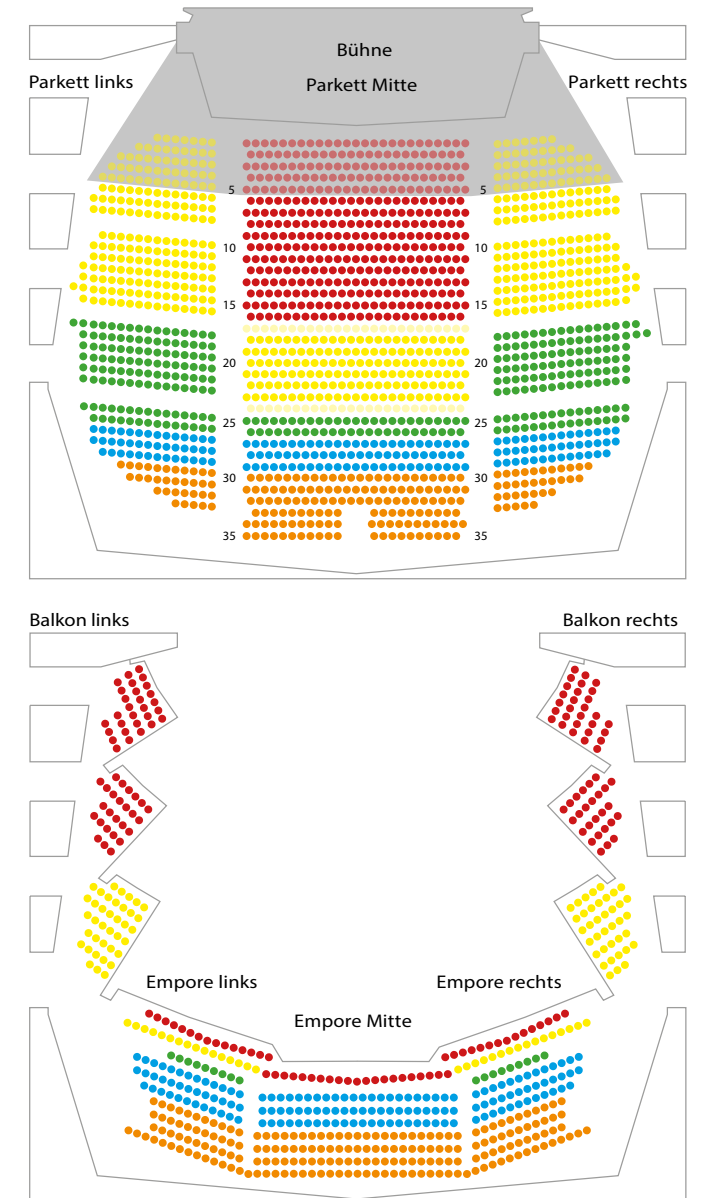 Bühne
Parkett links
Parkett Mitte
Parkett rechts
5 5
10 10
15 15
20 20
25 25
30 30
35 35
Balkon links
Balkon rechts
Empore links
Empore rechts
Empore Mitte